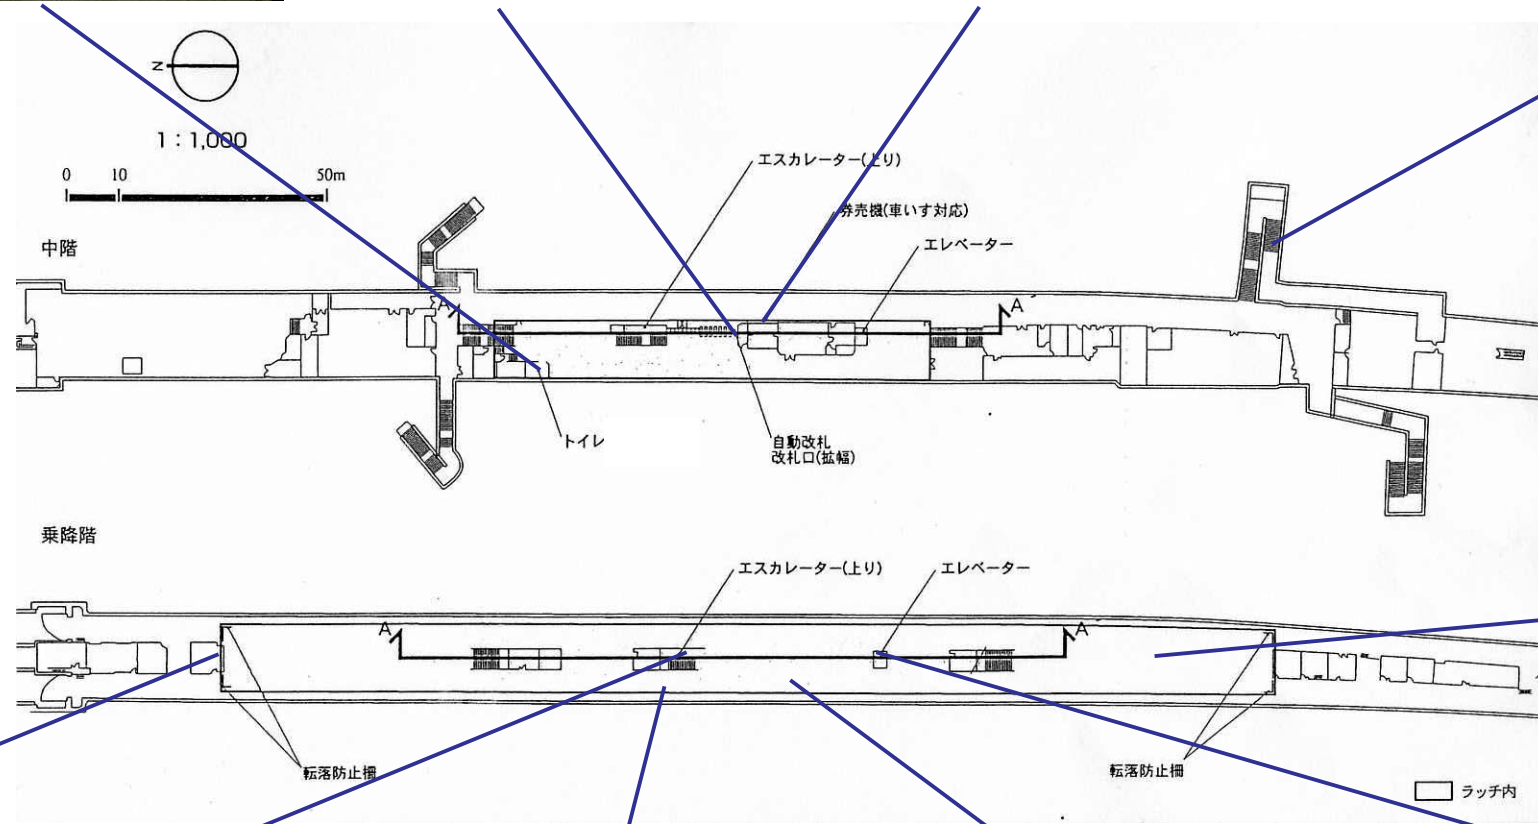 Z
1：1,000
0 10 50m
エスカレーター(上り)
券売機(車いす対応)
エレベーター
中階
A A
トイレ
自動改札
改札口(拡幅)
乗降階
エスカレーター(上り)
エレベーター
A A
転落防止柵
転落防止柵
ラッチ内